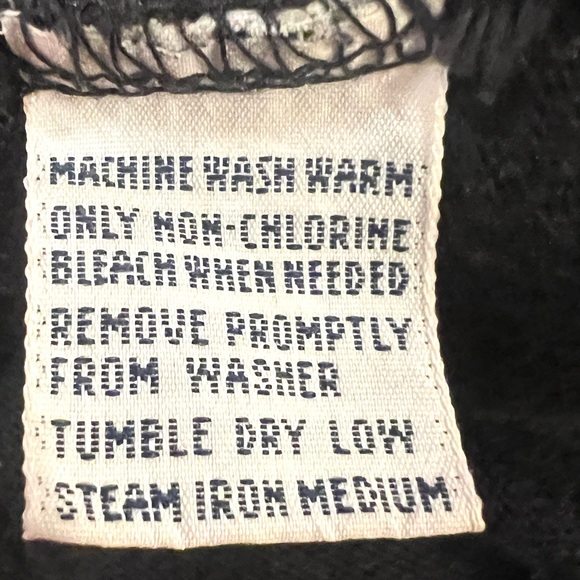 MACHINE WASH WARM
ONLY NON-CHLORINE
BLEACH WHEN NEEDED
REMOVE PROMPTLY
FROM WASHER
TUMBLE DRY LOW
STEAM IRON MEDIUM